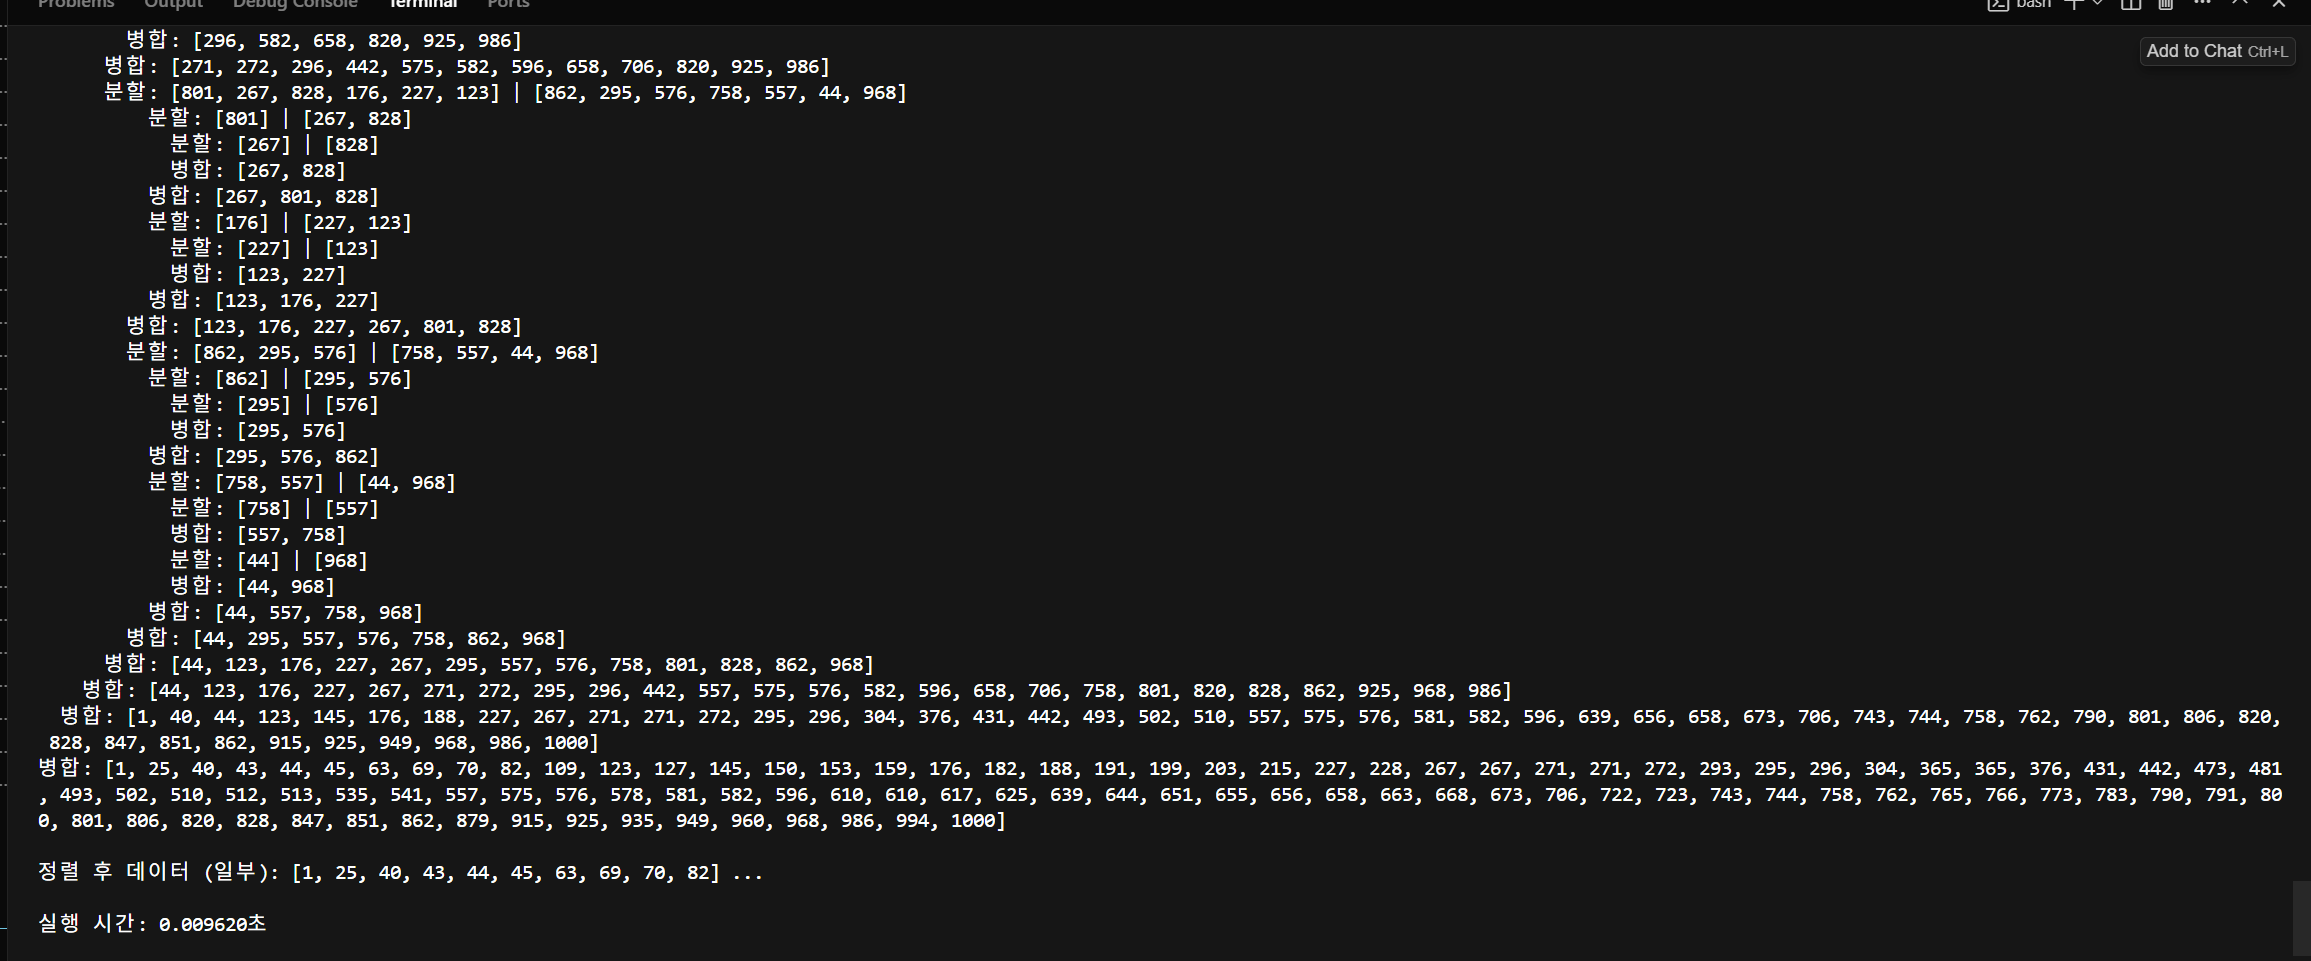 Problems Output Debug Console Terminal Ports bash
Add to Chat Ctrl+L
병합: [296, 582, 658, 820, 925, 986]
병합: [271, 272, 296, 442, 575, 582, 596, 658, 706, 820, 925, 986]
분할: [801, 267, 828, 176, 227, 123] | [862, 295, 576, 758, 557, 44, 968]
분할: [801] | [267, 828]
분할: [267] | [828]
병합: [267, 828]
병합: [267, 801, 828]
분할: [176] | [227, 123]
분할: [227] | [123]
병합: [123, 227]
병합: [123, 176, 227]
병합: [123, 176, 227, 267, 801, 828]
분할: [862, 295, 576] | [758, 557, 44, 968]
분할: [862] | [295, 576]
분할: [295] | [576]
병합: [295, 576]
병합: [295, 576, 862]
분할: [758, 557] | [44, 968]
분할: [758] | [557]
병합: [557, 758]
분할: [44] | [968]
병합: [44, 968]
병합: [44, 557, 758, 968]
병합: [44, 295, 557, 576, 758, 862, 968]
병합: [44, 123, 176, 227, 267, 295, 557, 576, 758, 801, 828, 862, 968]
병합: [44, 123, 176, 227, 267, 271, 272, 295, 296, 442, 557, 575, 576, 582, 596, 658, 706, 758, 801, 820, 828, 862, 925, 968, 986]
병합: [1, 40, 44, 123, 145, 176, 188, 227, 267, 271, 271, 272, 295, 296, 304, 376, 431, 442, 493, 502, 510, 557, 575, 576, 581, 582, 596, 639, 656, 658, 673, 706, 743, 744, 758, 762, 790, 801, 806, 820,
828, 847, 851, 862, 915, 925, 949, 968, 986, 1000]
병합: [1, 25, 40, 43, 44, 45, 63, 69, 70, 82, 109, 123, 127, 145, 150, 153, 159, 176, 182, 188, 191, 199, 203, 215, 227, 228, 267, 267, 271, 271, 272, 293, 295, 296, 304, 365, 365, 376, 431, 442, 473, 481
, 493, 502, 510, 512, 513, 535, 541, 557, 575, 576, 578, 581, 582, 596, 610, 610, 617, 625, 639, 644, 651, 655, 656, 658, 663, 668, 673, 706, 722, 723, 743, 744, 758, 762, 765, 766, 773, 783, 790, 791, 80
0, 801, 806, 820, 828, 847, 851, 862, 879, 915, 925, 935, 949, 960, 968, 986, 994, 1000]
정렬 후 데이터 (일부): [1, 25, 40, 43, 44, 45, 63, 69, 70, 82] ...
실행 시간: 0.009620초